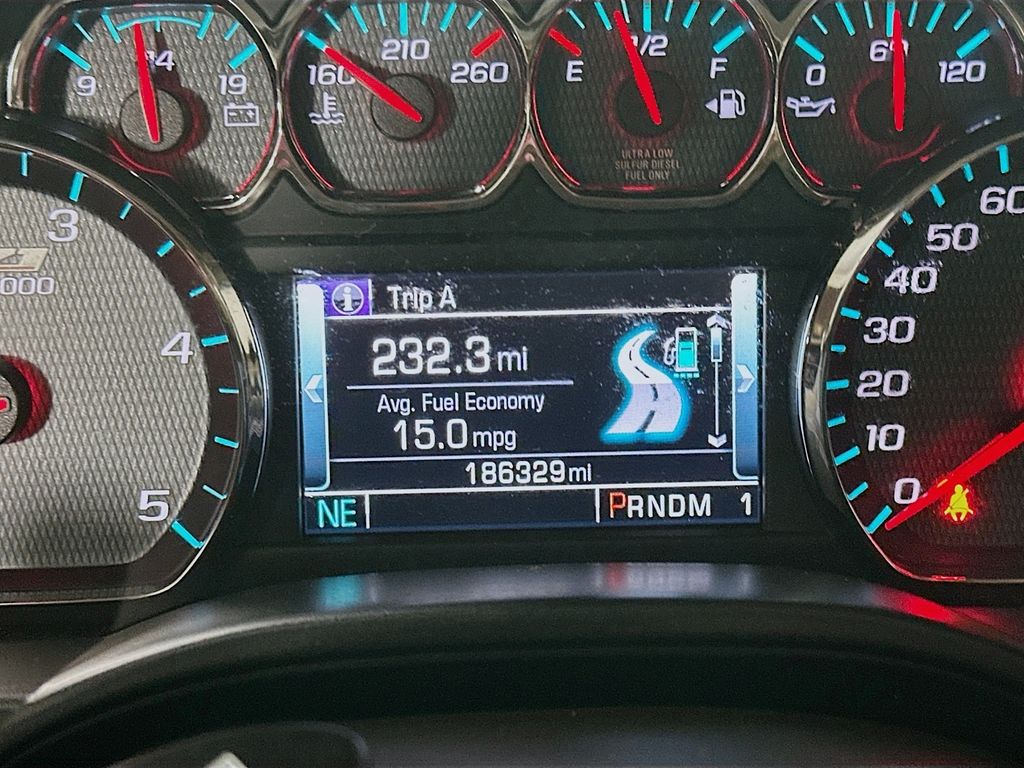 9 14 19
160 210 260
E 1/2 F
ULTRA LOW
SULFUR DIESEL
FUEL ONLY
0 60 120
3
4
5
Trip A
232.3 mi
Avg. Fuel Economy
15.0 mpg
186329 mi
NE
PRNDM 1
60
50
40
30
20
10
0